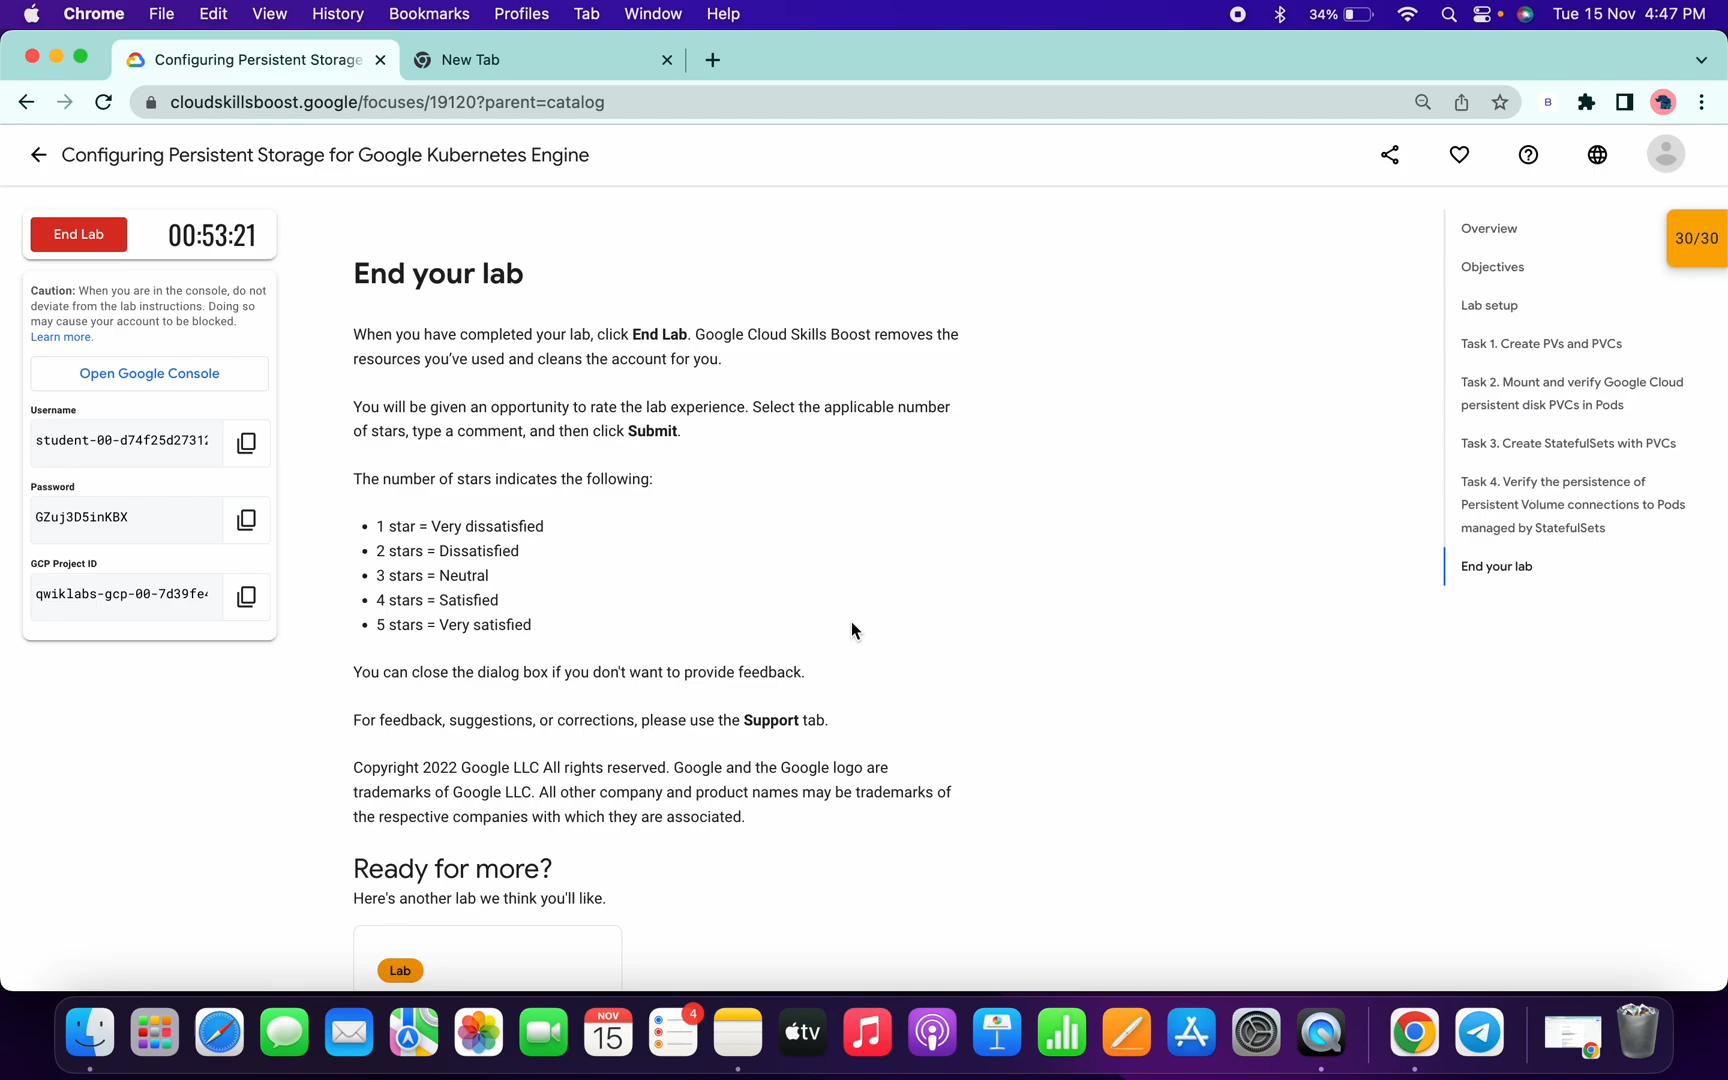 Chrome File Edit View History Bookmarks Profiles Tab Window Help 34% Tue 15 Nov 4:47 PM
Configuring Persistent Storage New Tab
cloudskillsboost.google/focuses/19120?parent=catalog B
Configuring Persistent Storage for Google Kubernetes Engine
End Lab 00:53:21
Caution: When you are in the console, do not
deviate from the lab instructions. Doing so
may cause your account to be blocked.
Learn more.
Open Google Console
Username
student-00-d74f25d2731
Password
GZuj3D5inKBX
GCP Project ID
qwiklabs-gcp-00-7d39fe
End your lab
When you have completed your lab, click End Lab. Google Cloud Skills Boost removes the
resources you've used and cleans the account for you.
You will be given an opportunity to rate the lab experience. Select the applicable number
of stars, type a comment, and then click Submit.
The number of stars indicates the following:
• 1 star = Very dissatisfied
• 2 stars = Dissatisfied
• 3 stars = Neutral
• 4 stars = Satisfied
• 5 stars = Very satisfied
You can close the dialog box if you don't want to provide feedback.
For feedback, suggestions, or corrections, please use the Support tab.
Copyright 2022 Google LLC All rights reserved. Google and the Google logo are
trademarks of Google LLC. All other company and product names may be trademarks of
the respective companies with which they are associated.
Ready for more?
Here's another lab we think you'll like.
Lab
Overview
Objectives
Lab setup
Task 1. Create PVs and PVCs
Task 2. Mount and verify Google Cloud
persistent disk PVCs in Pods
Task 3. Create StatefulSets with PVCs
Task 4. Verify the persistence of
Persistent Volume connections to Pods
managed by StatefulSets
End your lab
30/30
NOV
15
4
tv